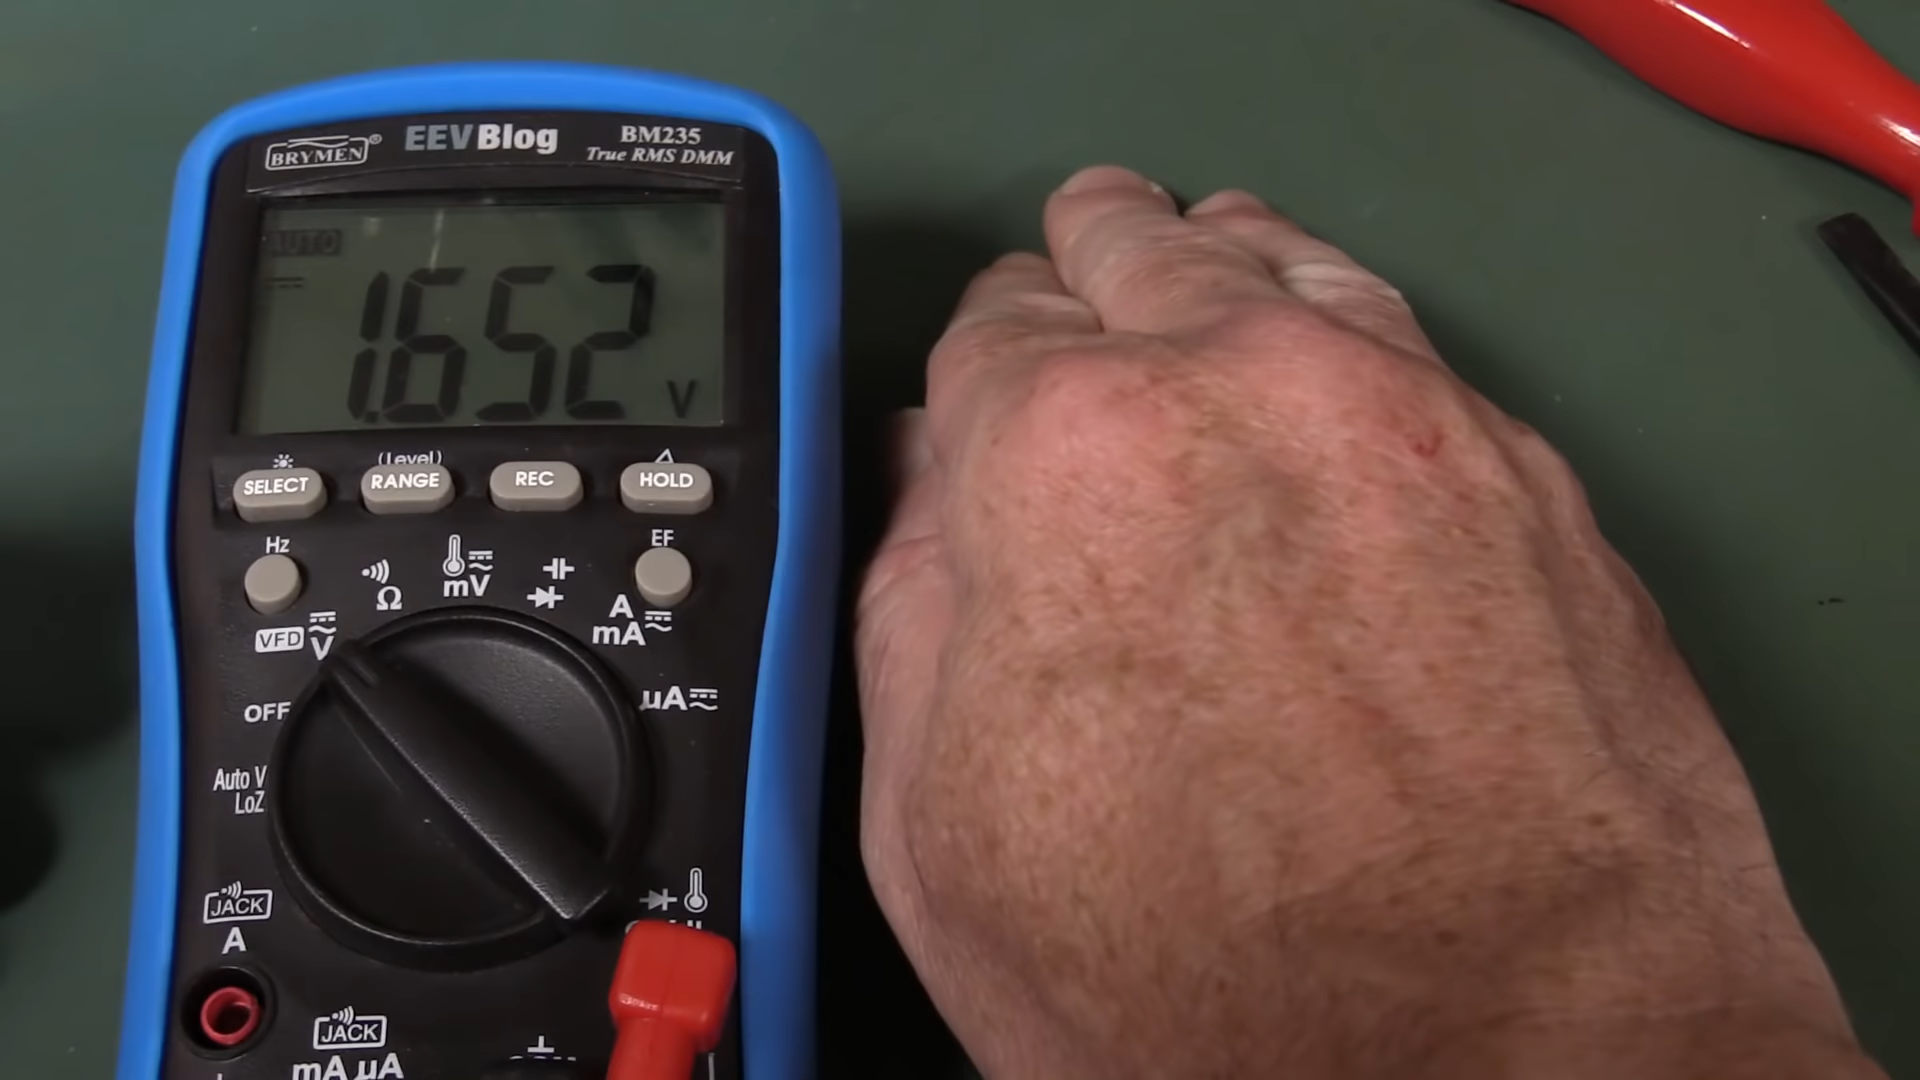 BRYMEN® EEVBlog BM235
True RMS DMM
AUTO
1.652 V
(Level)
SELECT RANGE REC HOLD
Hz EF
Ω mV
A
mA
VFD V
OFF µA
Auto V
LoZ
JACK
A
JACK
mA µA